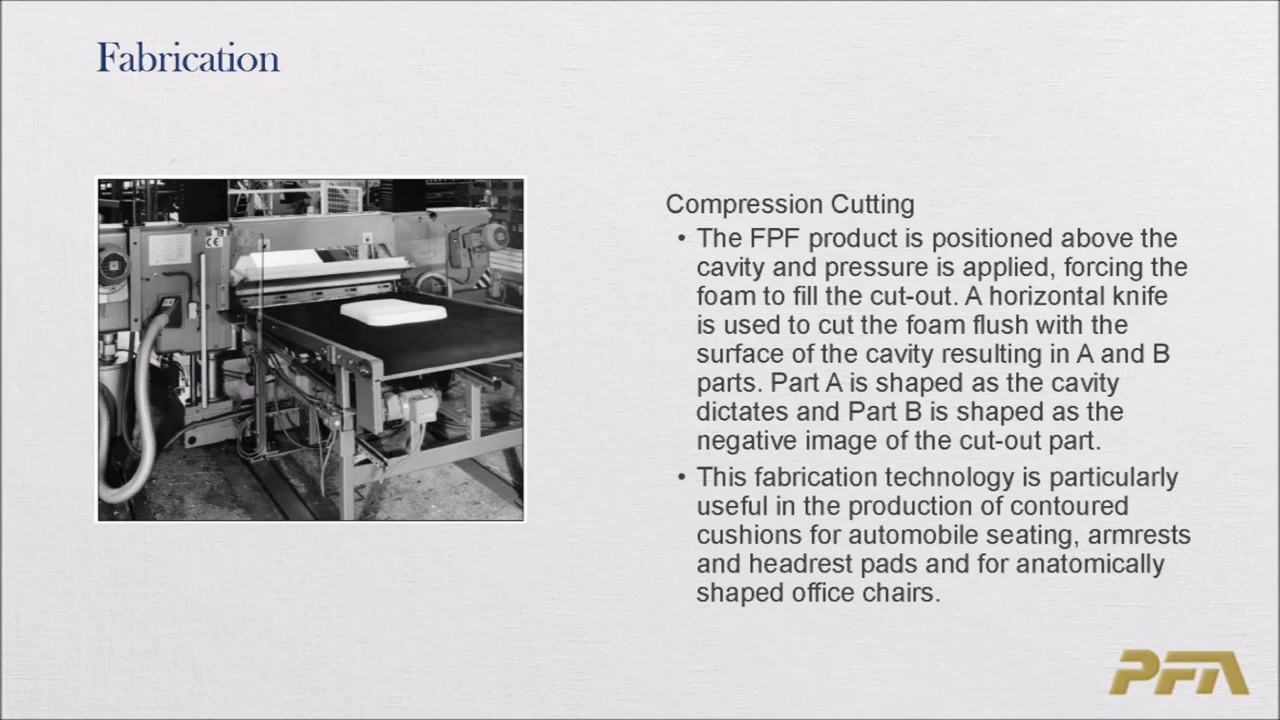 Fabrication
CE
Compression Cutting
• The FPF product is positioned above the
cavity and pressure is applied, forcing the
foam to fill the cut-out. A horizontal knife
is used to cut the foam flush with the
surface of the cavity resulting in A and B
parts. Part A is shaped as the cavity
dictates and Part B is shaped as the
negative image of the cut-out part.
• This fabrication technology is particularly
useful in the production of contoured
cushions for automobile seating, armrests
and headrest pads and for anatomically
shaped office chairs.
PFA